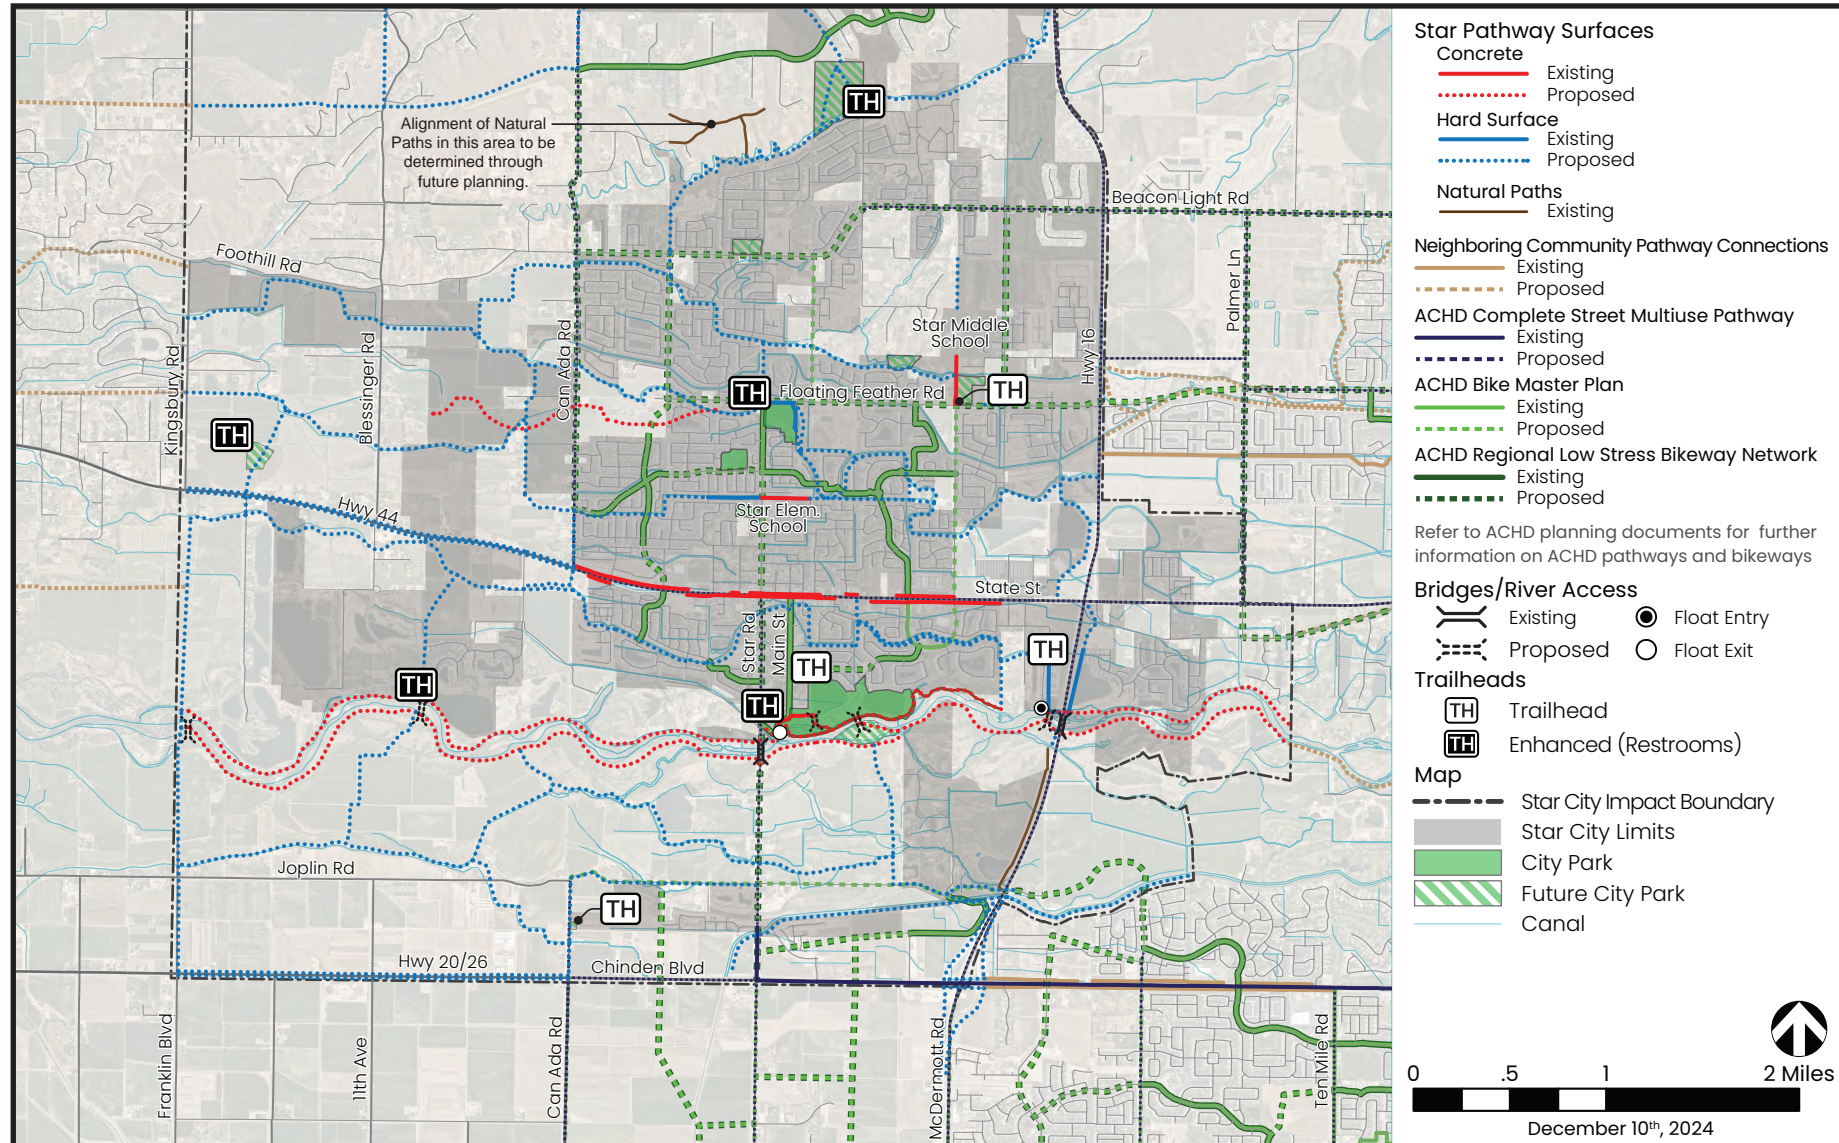 Alignment of Natural
Paths in this area to be
determined through
future planning.
TH
Beacon Light Rd
Foothill Rd
Palmer Ln
Star Middle
School
Hwy 16
Kingsbury Rd
Blessinger Rd
Can Ada Rd
TH
Floating Feather Rd
TH
TH
Hwy 44
Star Elem.
School
State St
Star Rd
Main St
TH
TH
TH
TH
Joplin Rd
TH
Hwy 20/26
Chinden Blvd
Franklin Blvd
11th Ave
Can Ada Rd
McDermott Rd
Ten Mile Rd
Star Pathway Surfaces
Concrete
Existing
Proposed
Hard Surface
Existing
Proposed
Natural Paths
Existing
Neighboring Community Pathway Connections
Existing
Proposed
ACHD Complete Street Multiuse Pathway
Existing
Proposed
ACHD Bike Master Plan
Existing
Proposed
ACHD Regional Low Stress Bikeway Network
Existing
Proposed
Refer to ACHD planning documents for further
information on ACHD pathways and bikeways
Bridges/River Access
Existing Float Entry
Proposed Float Exit
Trailheads
TH Trailhead
TH Enhanced (Restrooms)
Map
Star City Impact Boundary
Star City Limits
City Park
Future City Park
Canal
0 .5 1 2 Miles
December 10th, 2024